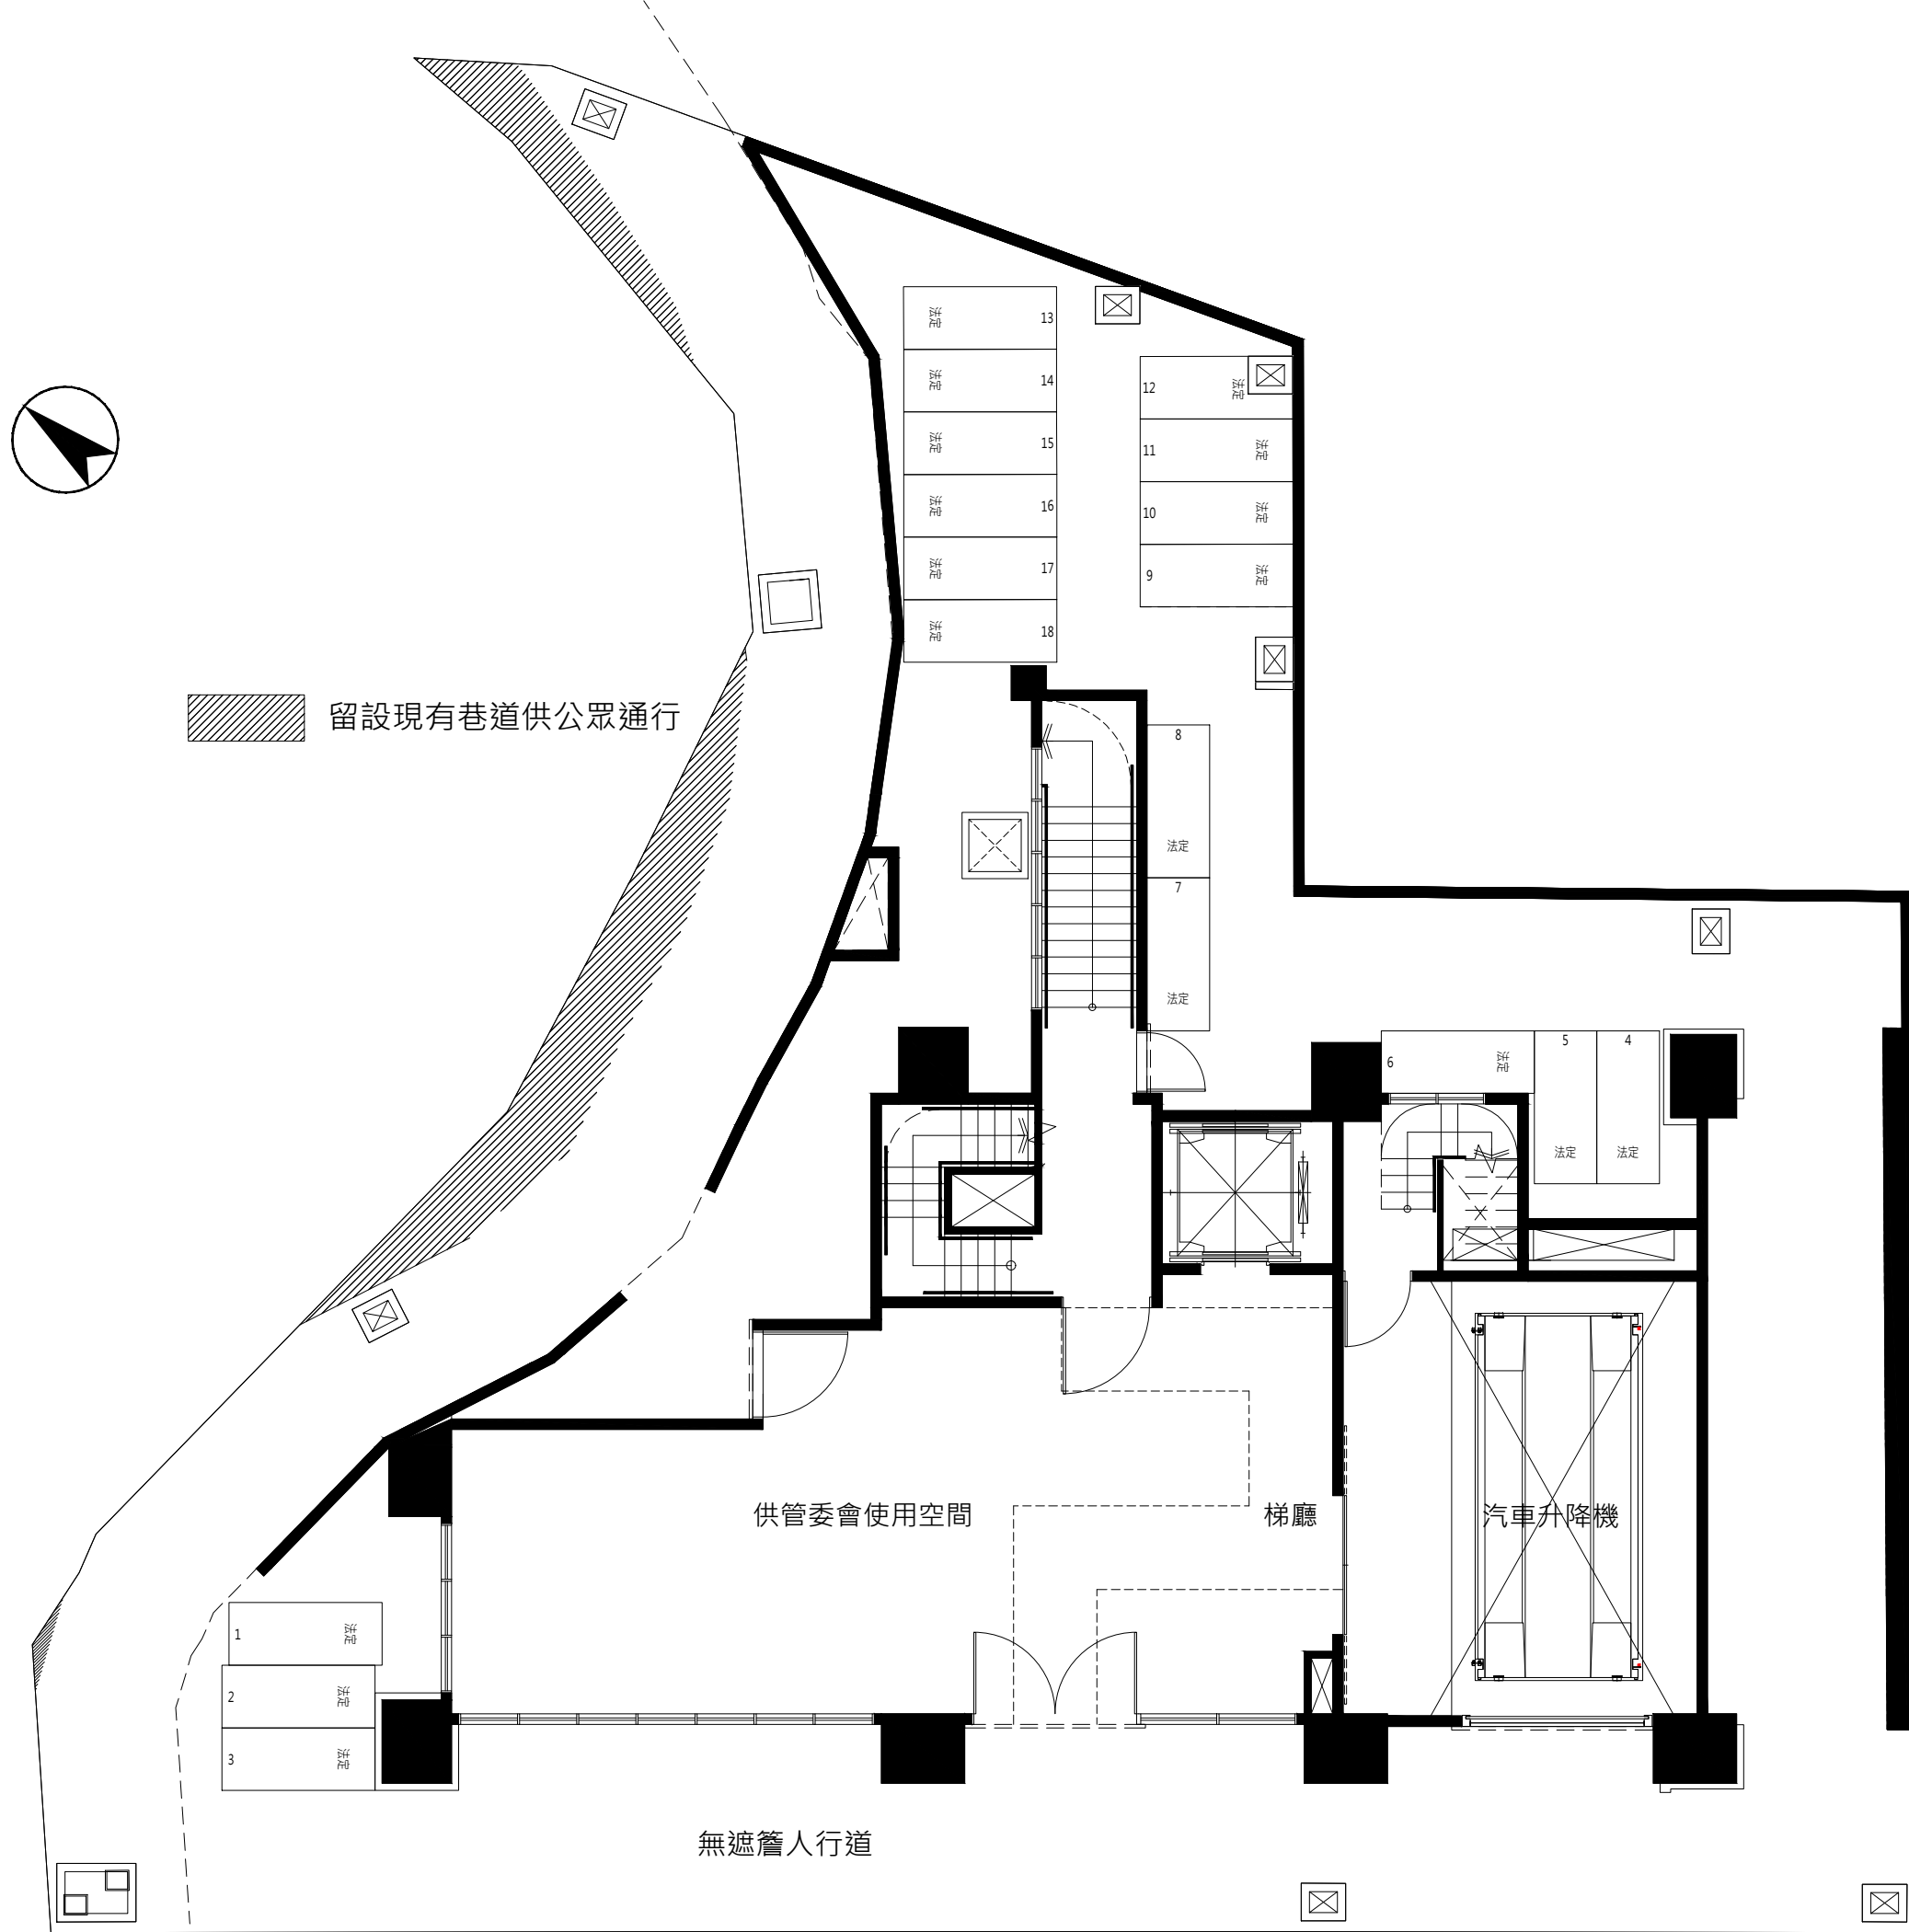 13 法定
14 法定
15 法定
16 法定
17 法定
18 法定
12 法定
11 法定
10 法定
9 法定
留設現有巷道供公眾通行
8
法定
7
法定
6 法定
5
法定
4
法定
供管委會使用空間
梯廳
汽車升降機
1 法定
2 法定
3 法定
無遮簷人行道